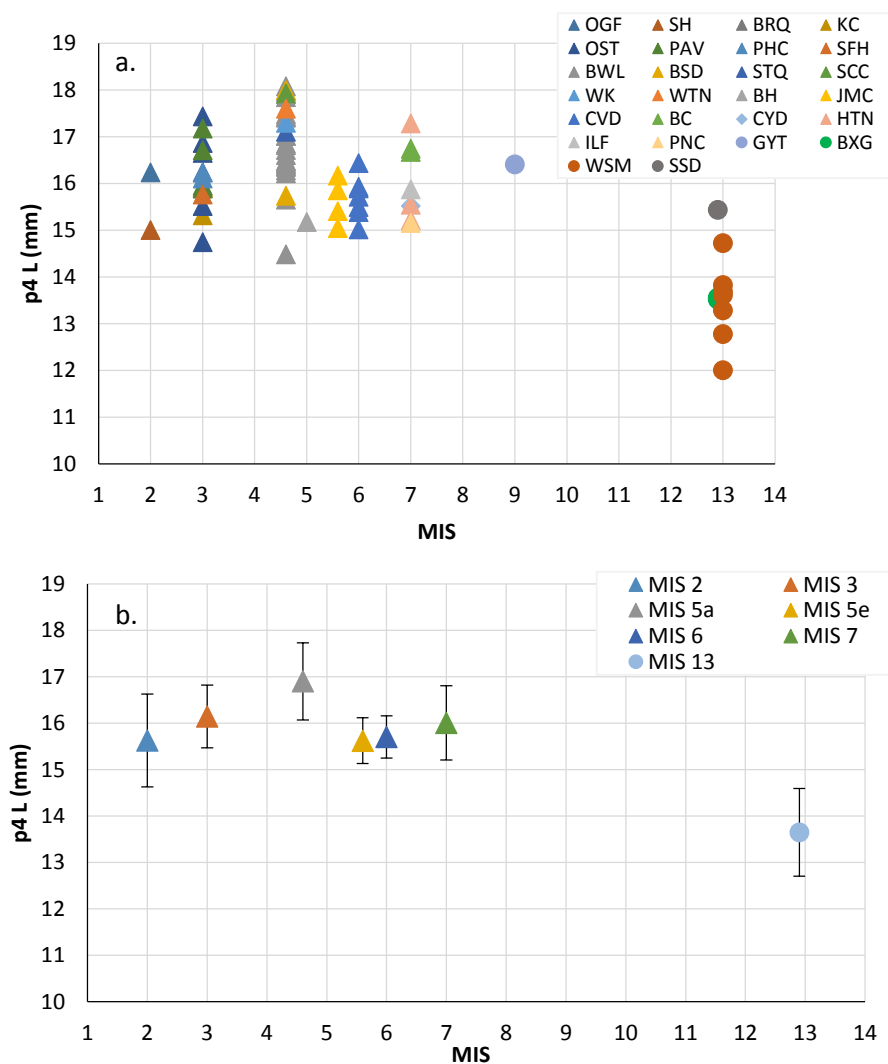 OGF SH BRQ KC
OST PAV PHC SFH
BWL BSD STQ SCC
WK WTN BH JMC
CVD BC CYD HTN
ILF PNC GYT BXG
WSM SSD
a.
19
18
17
16
15
14
13
12
11
10
p4 L (mm)
1 2 3 4 5 6 7 8 9 10 11 12 13 14
MIS
MIS 2 MIS 3
MIS 5a MIS 5e
MIS 6 MIS 7
MIS 13
b.
19
18
17
16
15
14
13
12
11
10
p4 L (mm)
1 2 3 4 5 6 7 8 9 10 11 12 13 14
MIS